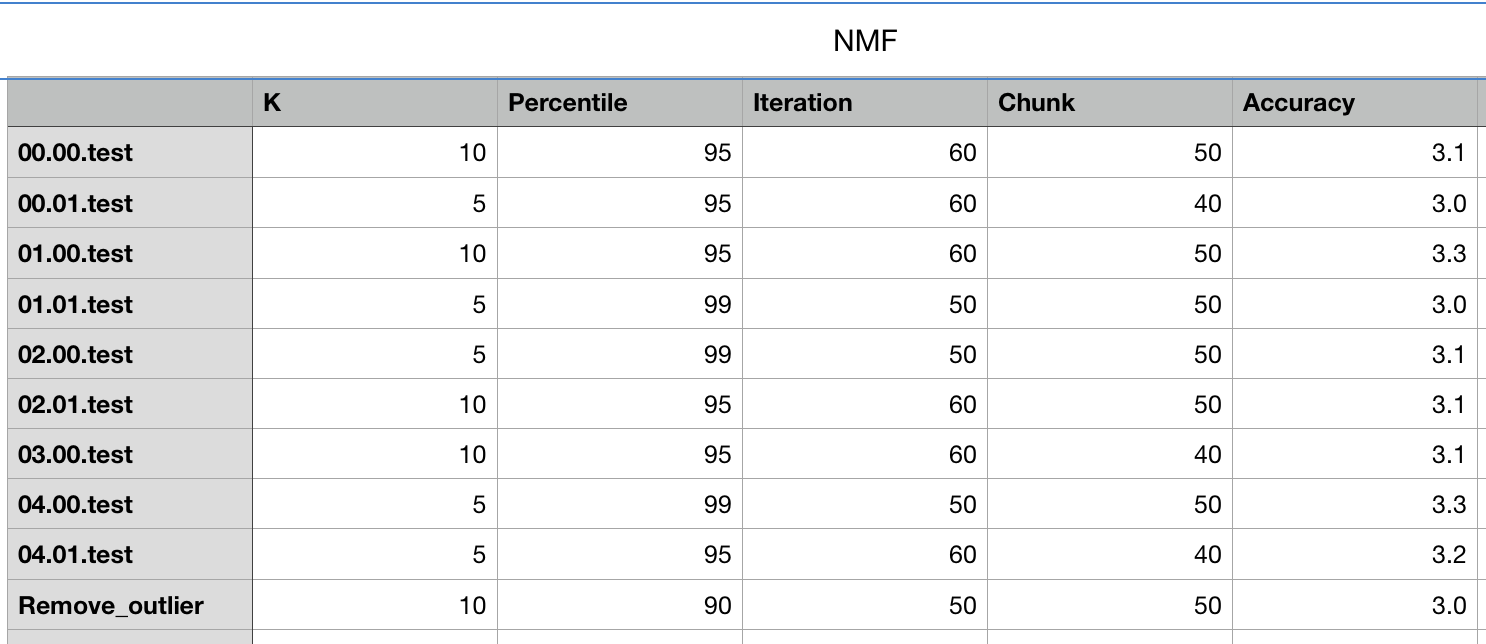 NMF
K Percentile Iteration Chunk Accuracy
00.00.test 10 95 60 50 3.1
00.01.test 5 95 60 40 3.0
01.00.test 10 95 60 50 3.3
01.01.test 5 99 50 50 3.0
02.00.test 5 99 50 50 3.1
02.01.test 10 95 60 50 3.1
03.00.test 10 95 60 40 3.1
04.00.test 5 99 50 50 3.3
04.01.test 5 95 60 40 3.2
Remove_outlier 10 90 50 50 3.0